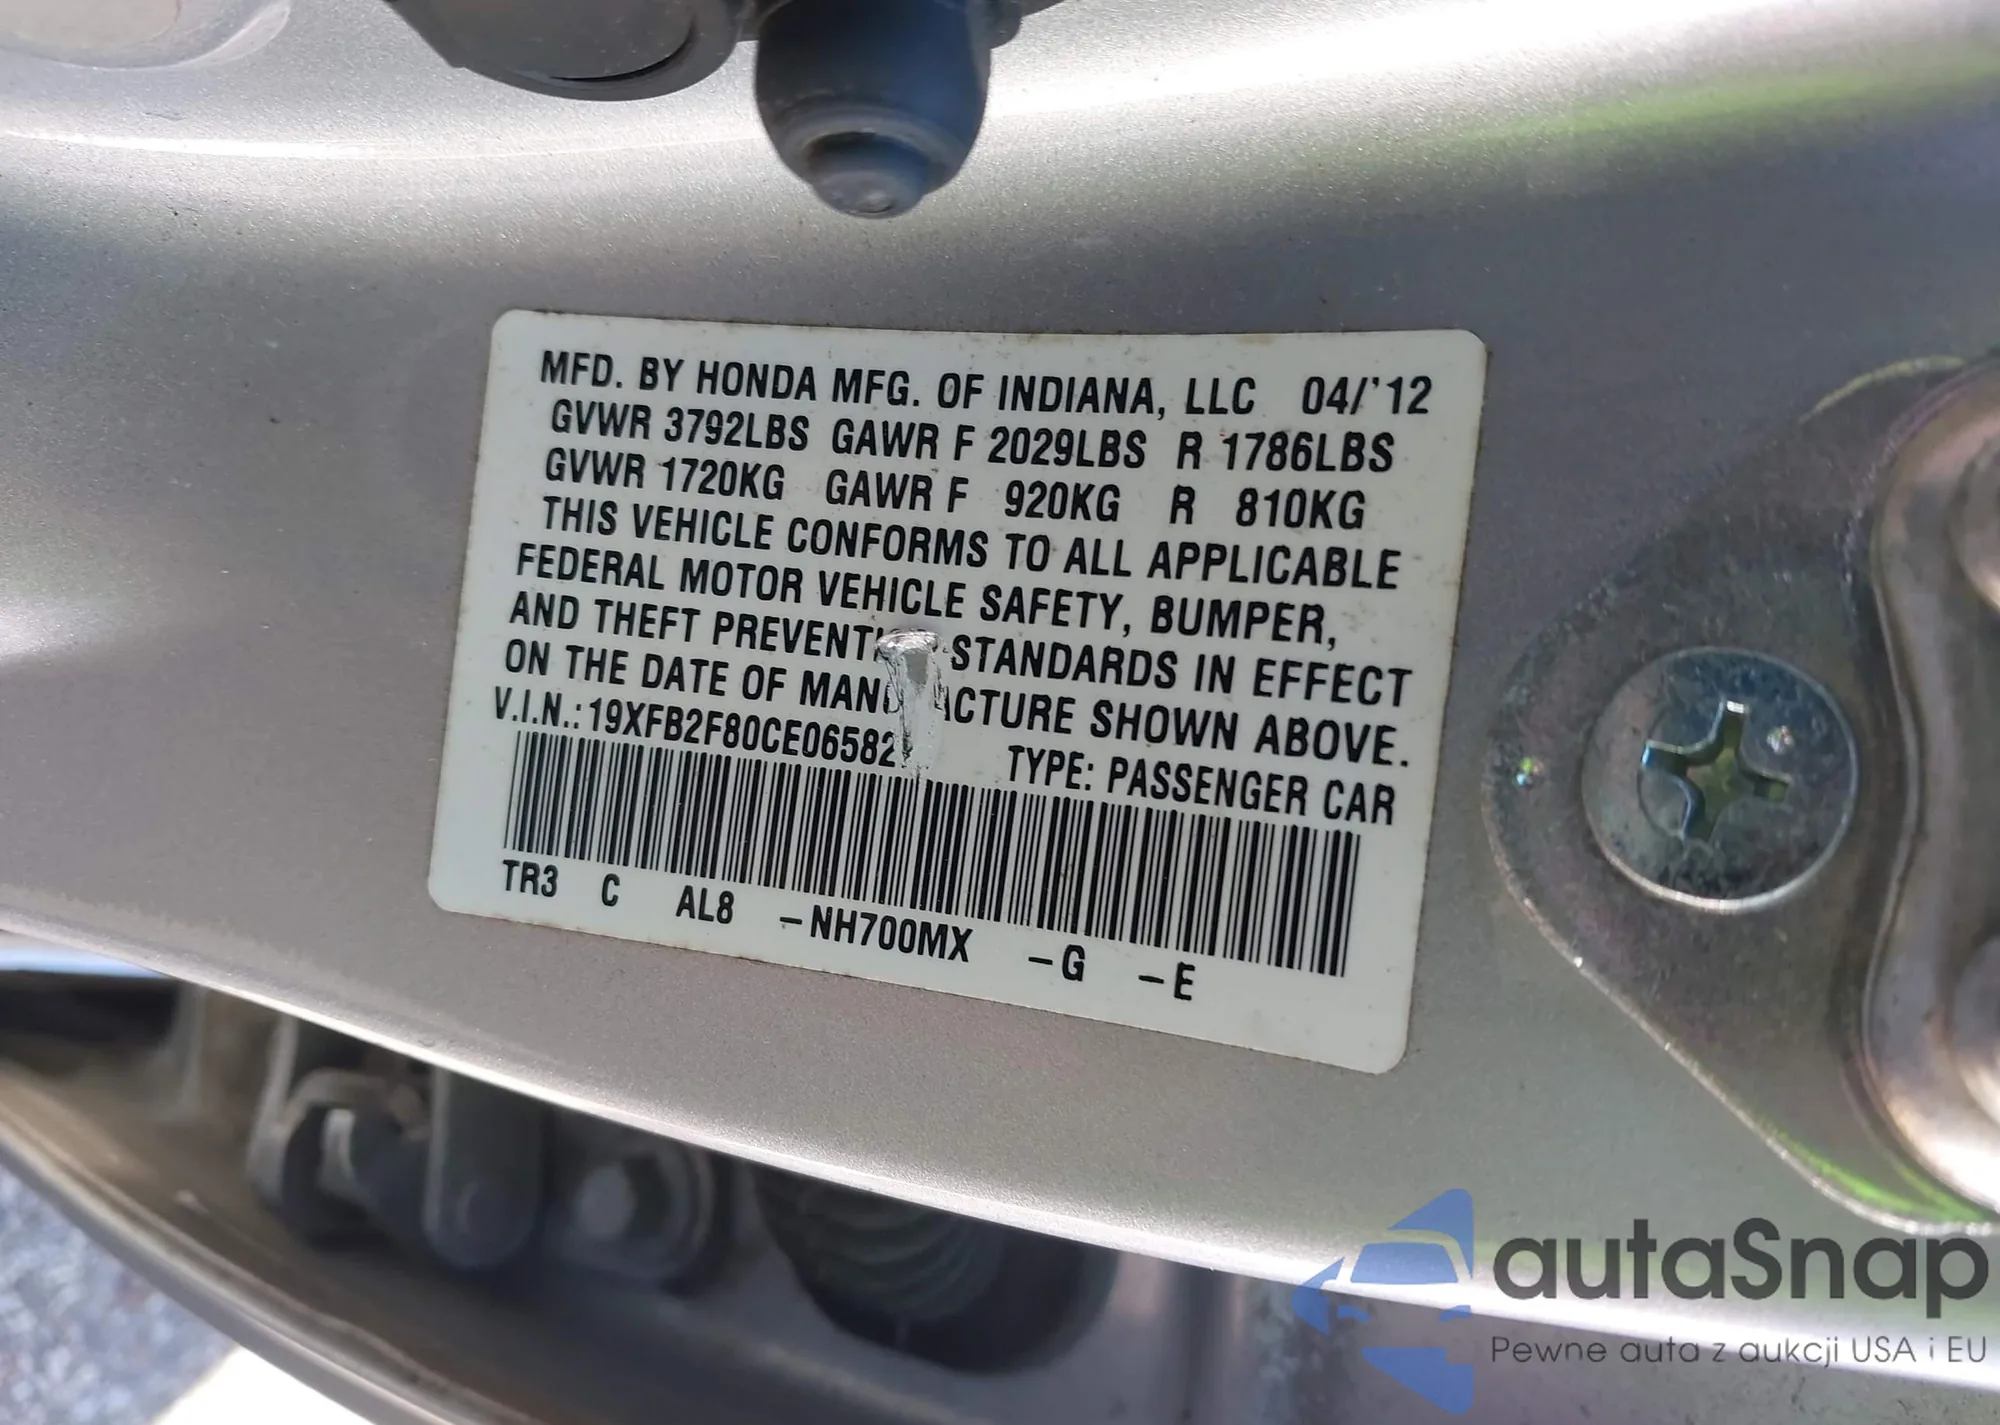 MFD. BY HONDA MFG. OF INDIANA, LLC 04/'12
GVWR 3792LBS GAWR F 2029LBS R 1786LBS
GVWR 1720KG GAWR F 920KG R 810KG
THIS VEHICLE CONFORMS TO ALL APPLICABLE
FEDERAL MOTOR VEHICLE SAFETY, BUMPER,
AND THEFT STANDARDS IN EFFECT
ON THE DATE OF SHOWN ABOVE.
V.I.N.: TYPE: PASSENGER CAR
TR3 C AL8 -NH700MX -G -E
autaSnap
Pewne auta z aukcji USA i EU